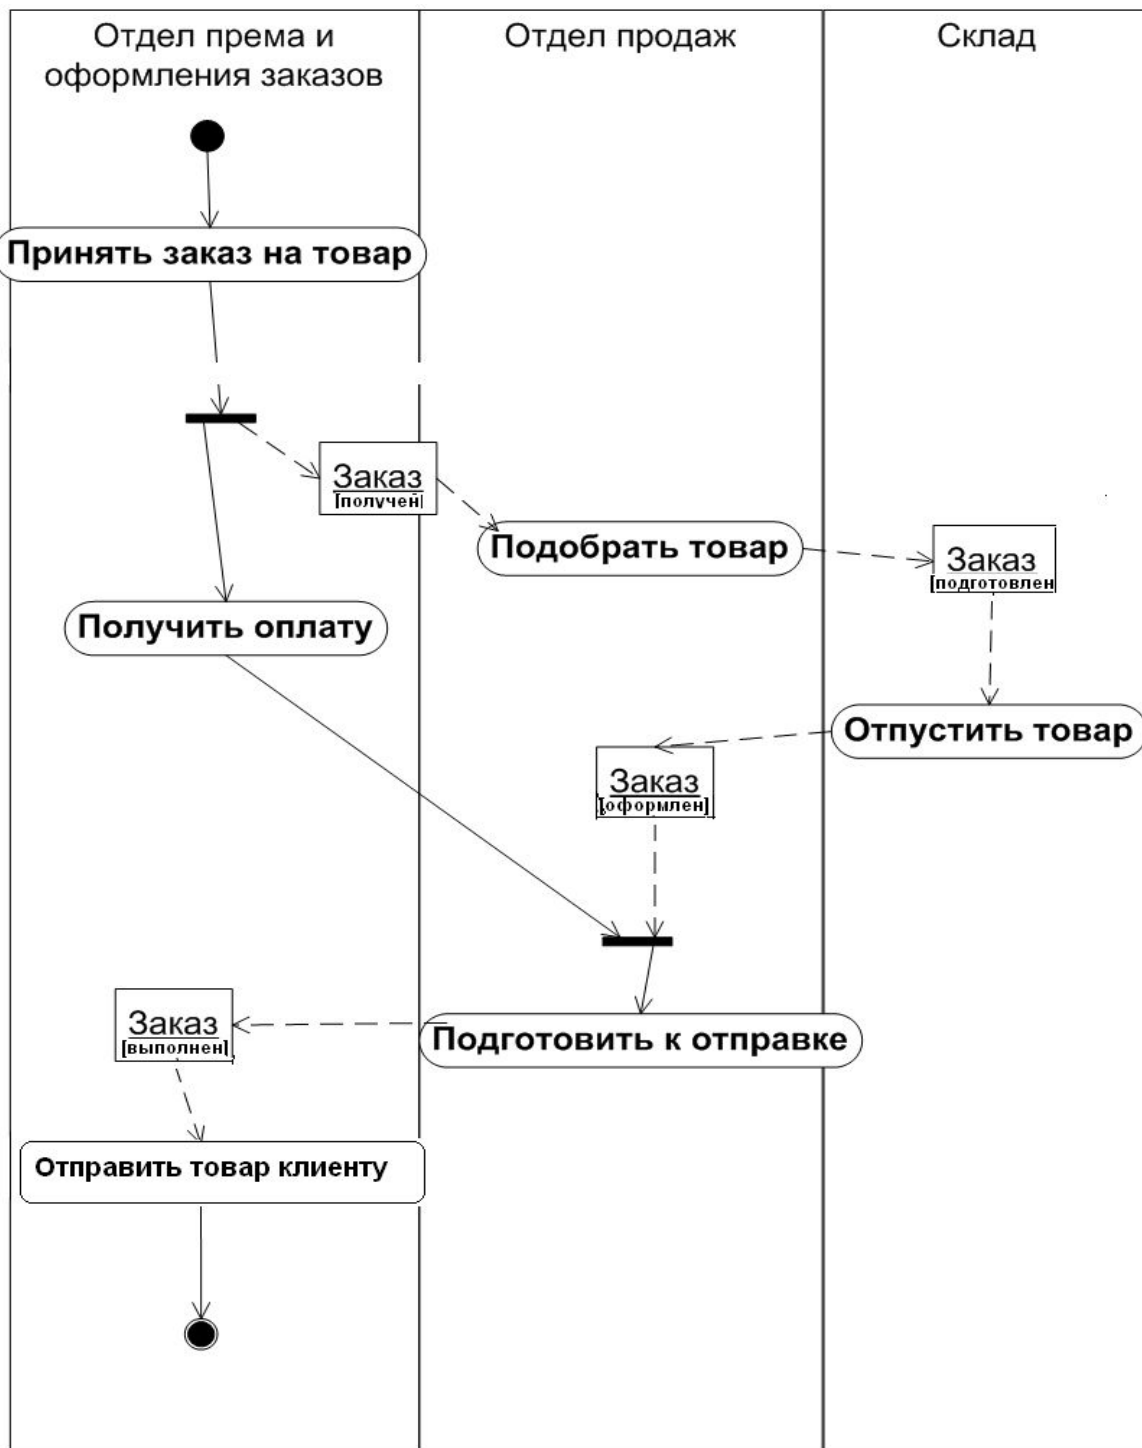 Отдел према и
оформления заказов
Отдел продаж
Склад
Принять заказ на товар
Заказ
[получен]
Подобрать товар
Заказ
[подготовлен
Получить оплату
Отпустить товар
Заказ
[оформлен]
Заказ
[выполнен]
Подготовить к отправке
Отправить товар клиенту